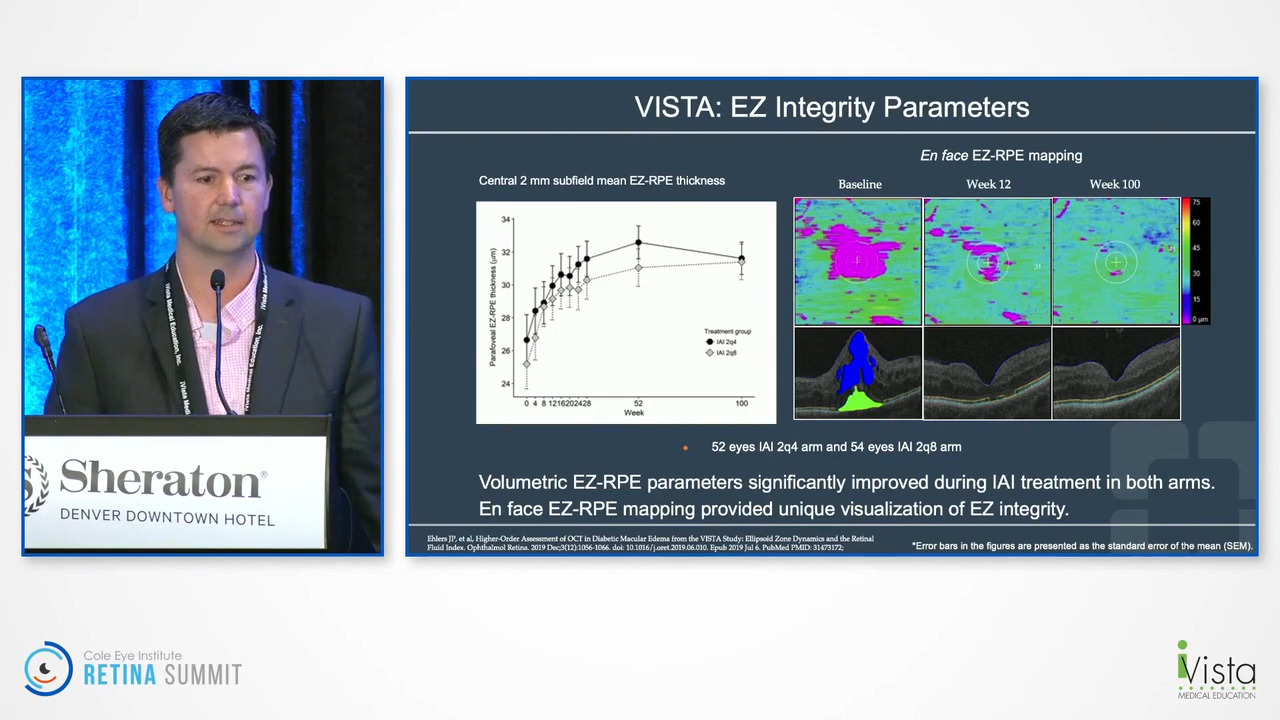 VISTA: EZ Integrity Parameters
En face EZ-RPE mapping
Central 2 mm subfield mean EZ-RPE thickness
Baseline
Week 12
Week 100
34
32
30
28
26
24
Parafoveal EZ-RPE thickness (µm)
Treatment group
IAI 2q4
IAI 2q8
0 4 8 12 16 20 24 28 52 100
Week
75
60
45
30
15
0 µm
52 eyes IAI 2q4 arm and 54 eyes IAI 2q8 arm
Volumetric EZ-RPE parameters significantly improved during IAI treatment in both arms.
En face EZ-RPE mapping provided unique visualization of EZ integrity.
Ehlers JP, et al, Higher-Order Assessment of OCT in Diabetic Macular Edema from the VISTA Study: Ellipsoid Zone Dynamics and the Retinal
Fluid Index. Ophthalmol Retina. 2019 Dec;3(12):1056-1066. doi: 10.1016/j.oret.2019.06.010. Epub 2019 Jul 6. PubMed PMID: 31473172;
*Error bars in the figures are presented as the standard error of the mean (SEM).
iVista Medical Education, Inc.
Sheraton®
DENVER DOWNTOWN HOTEL
Cole Eye Institute
RETINA SUMMIT
iVista
MEDICAL EDUCATION